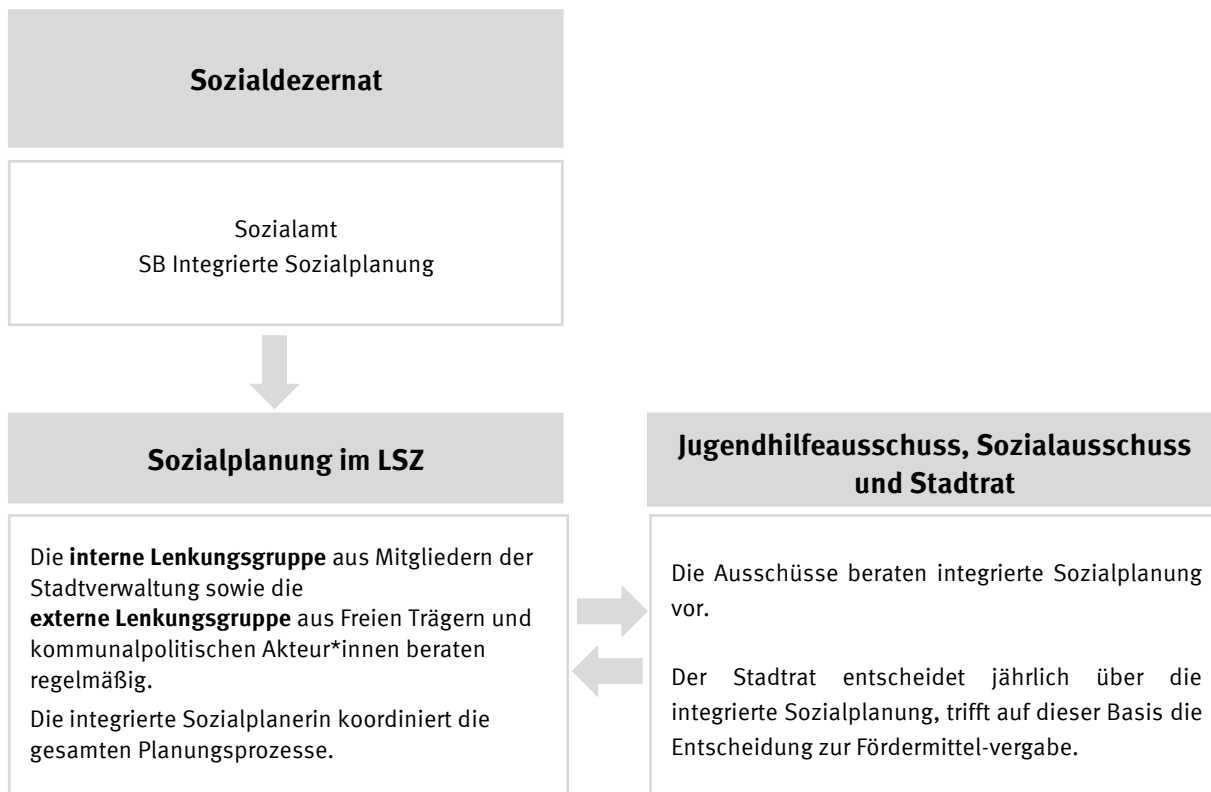 Sozialdezernat
Sozialamt
SB Integrierte Sozialplanung
Sozialplanung im LSZ
Die interne Lenkungsgruppe aus Mitgliedern der
Stadtverwaltung sowie die
externe Lenkungsgruppe aus Freien Trägern und
kommunalpolitischen Akteur*innen beraten
regelmäßig.
Die integrierte Sozialplanerin koordiniert die
gesamten Planungsprozesse.
Jugendhilfeausschuss, Sozialausschuss
und Stadtrat
Die Ausschüsse beraten integrierte Sozialplanung
vor.
Der Stadtrat entscheidet jährlich über die
integrierte Sozialplanung, trifft auf dieser Basis die
Entscheidung zur Fördermittel-vergabe.